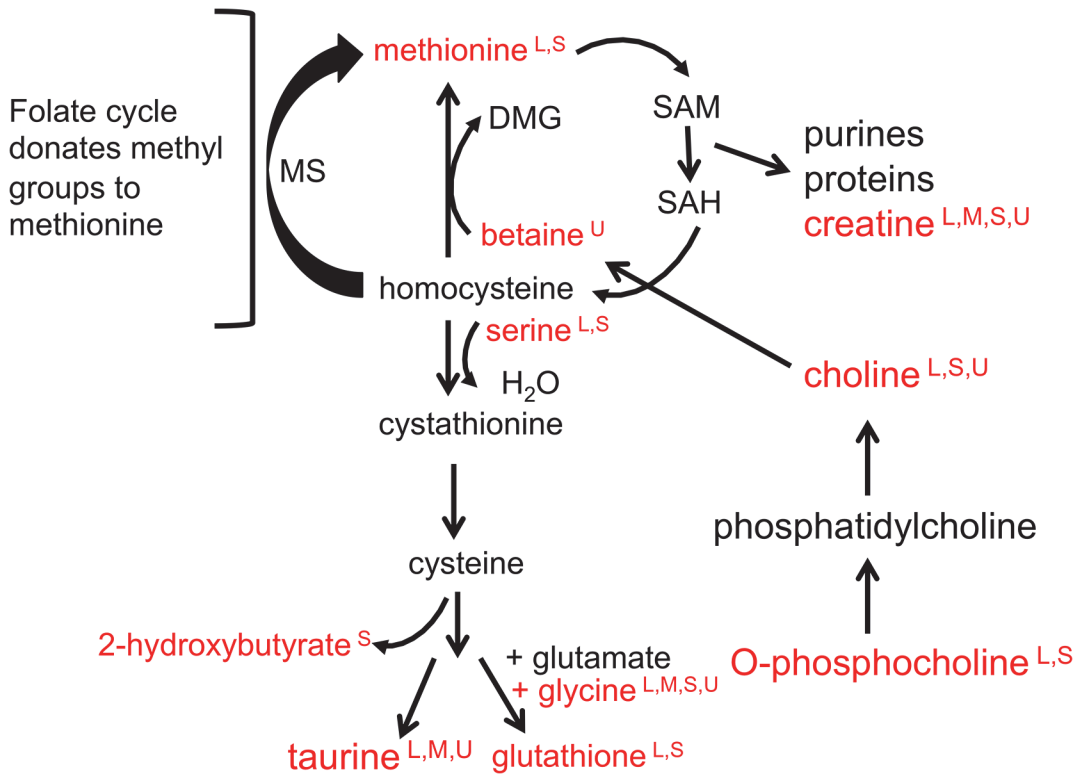 Folate cycle
donates methyl
groups to
methionine
MS
methionine L,S
DMG
betaine U
homocysteine
serine L,S
H2O
cystathionine
cysteine
2-hydroxybutyrate S
+ glutamate
+ glycine L,M,S,U
taurine L,M,U
glutathione L,S
SAM
SAH
purines
proteins
creatine L,M,S,U
choline L,S,U
phosphatidylcholine
O-phosphocholine L,S